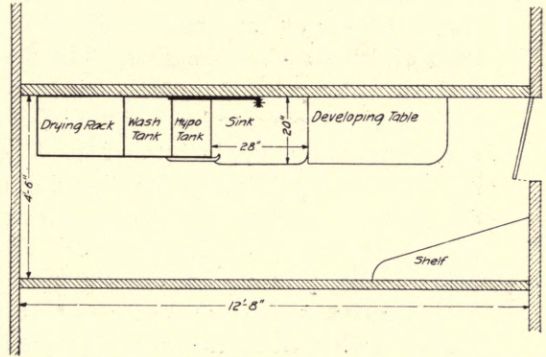 Drying Rack
Wash
Tank
Hypo
Tank
Sink
28"
20"
Developing Table
4'-6"
Shelf
12'-8"